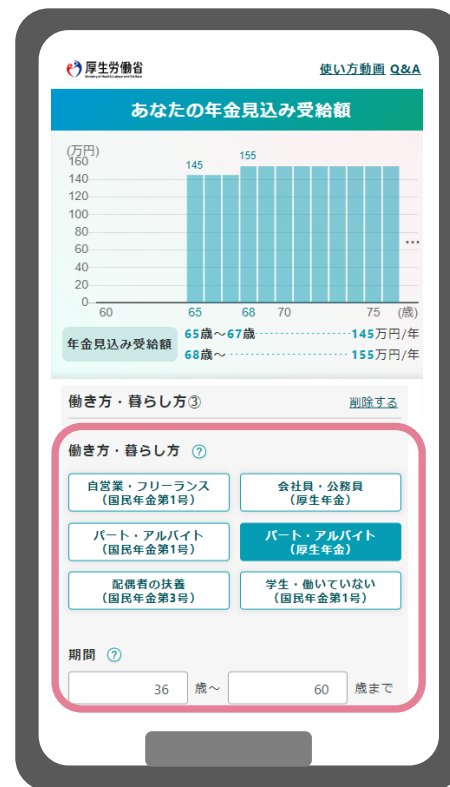 厚生労働省
使い方動画 Q&A
あなたの年金見込み受給額
(万円)
160
140
120
100
80
60
40
20
0
145
155
…
60 65 68 70 75 (歳)
年金見込み受給額
65歳～67歳 145万円/年
68歳～ 155万円/年
働き方・暮らし方③
削除する
働き方・暮らし方 ?
自営業・フリーランス
(国民年金第1号)
会社員・公務員
(厚生年金)
パート・アルバイト
(国民年金第1号)
パート・アルバイト
(厚生年金)
配偶者の扶養
(国民年金第3号)
学生・働いていない
(国民年金第1号)
期間 ?
36 歳～ 60 歳まで